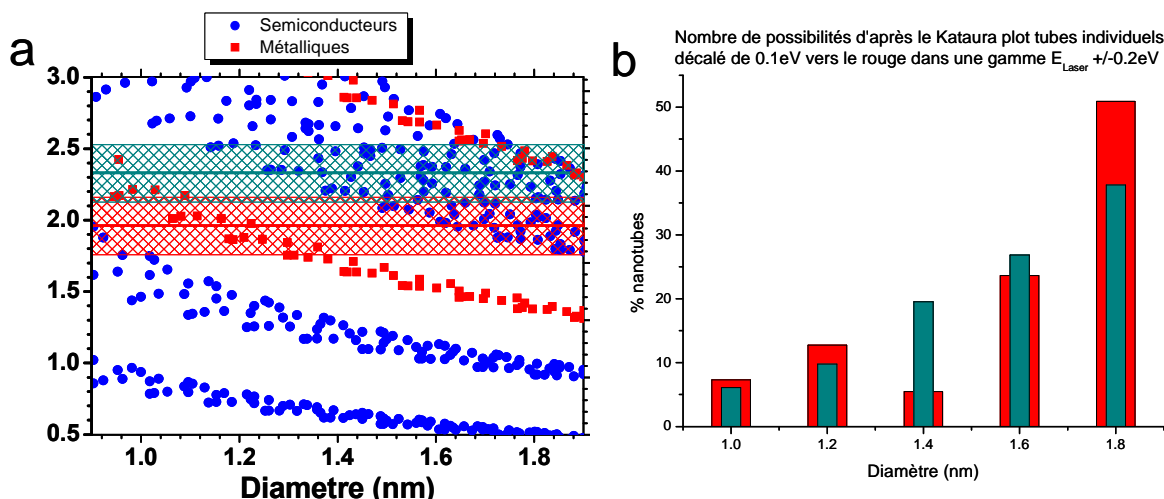 a
Semiconducteurs
Métalliques
3.0
2.5
2.0
1.5
1.0
0.5
1.0 1.2 1.4 1.6 1.8
Diametre (nm)
b
Nombre de possibilités d'après le Kataura plot tubes individuels
décalé de 0.1eV vers le rouge dans une gamme E Laser +/-0.2eV
% nanotubes
50
40
30
20
10
0
1.0 1.2 1.4 1.6 1.8
Diamètre (nm)